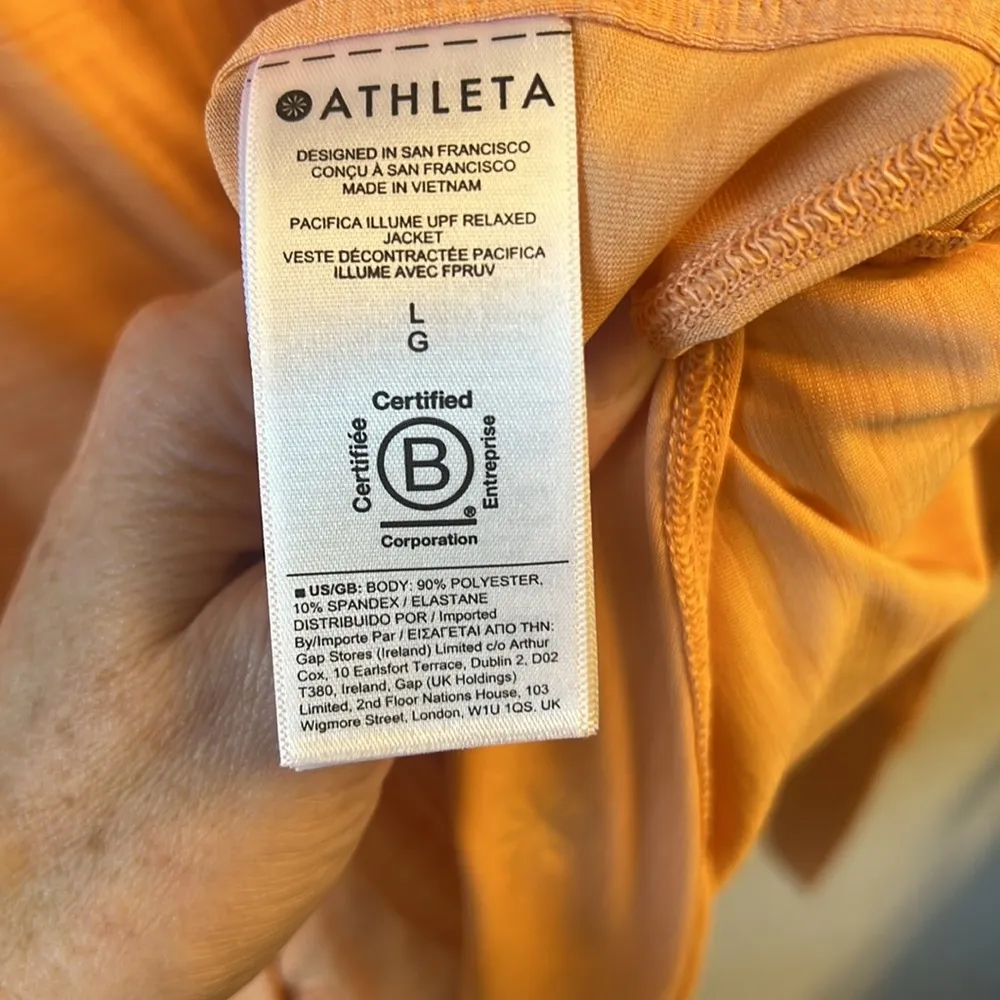 ATHLETA
DESIGNED IN SAN FRANCISCO
CONÇU À SAN FRANCISCO
MADE IN VIETNAM
PACIFICA ILLUME UPF RELAXED
JACKET
VESTE DÉCONTRACTÉE PACIFICA
ILLUME AVEC FPRUV
L
G
Certified
Certifiée
B
Entreprise
®
Corporation
US/GB: BODY: 90% POLYESTER,
10% SPANDEX / ELASTANE
DISTRIBUIDO POR / Imported
By/Importe Par / ΕΙΣΑΓΕΤΑΙ ΑΠΟ ΤΗΝ:
Gap Stores (Ireland) Limited c/o Arthur
Cox, 10 Earlsfort Terrace, Dublin 2, D02
T380, Ireland, Gap (UK Holdings)
Limited, 2nd Floor Nations House, 103
Wigmore Street, London, W1U 1QS. UK